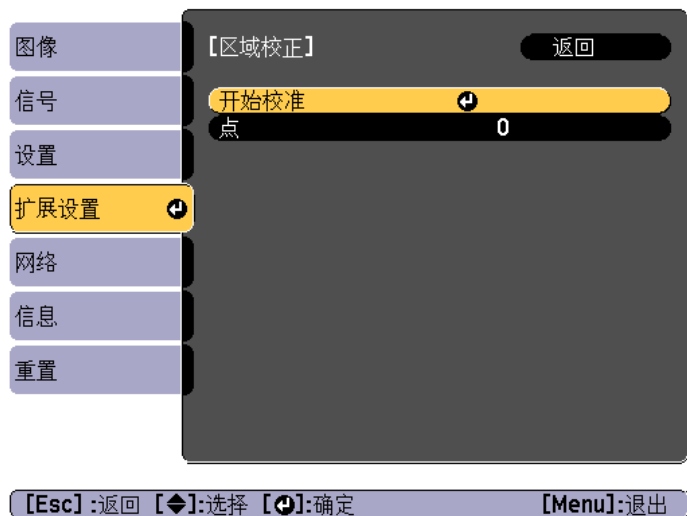 图像
信号
设置
扩展设置
网络
信息
重置
[区域校正] 返回
开始校准
点 0
[Esc] :返回 [◆]:选择 [⏎]:确定 [Menu]:退出